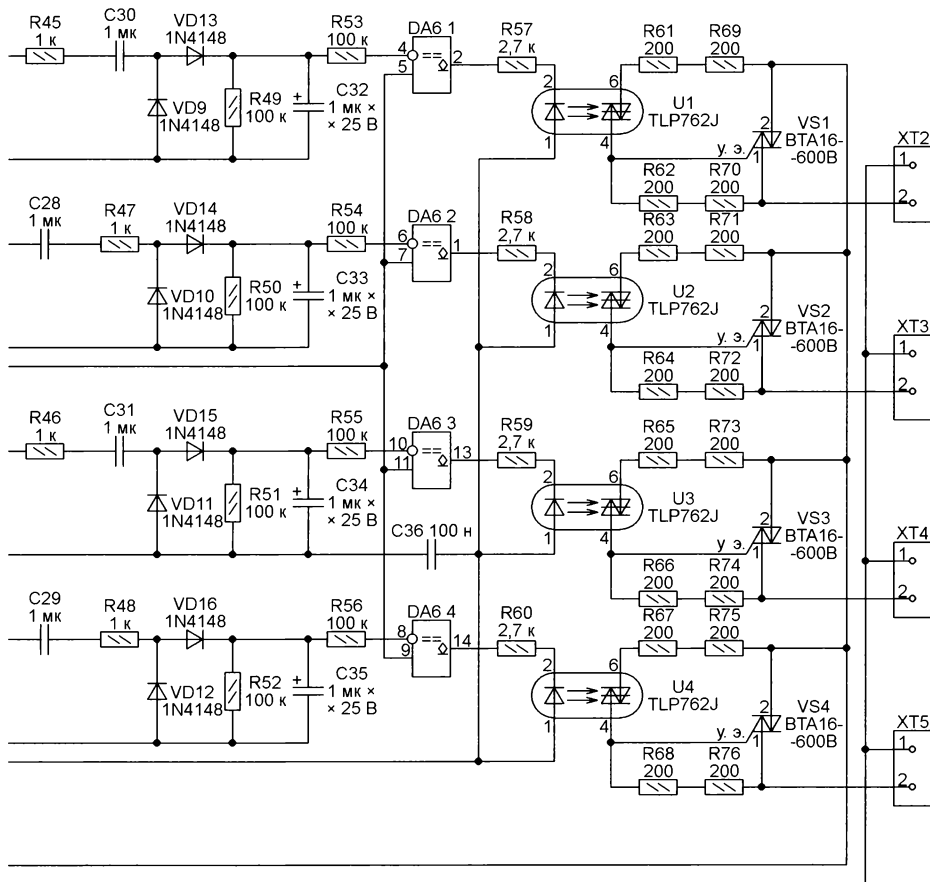 R45
1 к
C30
1 мк
VD13
1N4148
R53
100 к
DA6 1
R57
2,7 к
R61
200
R69
200
4
5
2
2
6
VD9
1N4148
R49
100 к
+
C32
1 мк ×
× 25 В
U1
TLP762J
1
4
2
VS1
BTA16-
-600B
у. э.
1
XT2
1
2
R62
200
R70
200
C28
1 мк
R47
1 к
VD14
1N4148
R54
100 к
DA6 2
R58
2,7 к
R63
200
R71
200
6
7
1
2
6
VD10
1N4148
R50
100 к
+
C33
1 мк ×
× 25 В
U2
TLP762J
1
4
2
VS2
BTA16-
-600B
у. э.
1
XT3
1
2
R64
200
R72
200
R46
1 к
C31
1 мк
VD15
1N4148
R55
100 к
DA6 3
R59
2,7 к
R65
200
R73
200
10
11
13
2
6
VD11
1N4148
R51
100 к
+
C34
1 мк ×
× 25 В
C36 100 н
U3
TLP762J
1
4
2
VS3
BTA16-
-600B
у э.
1
XT4
1
2
R66
200
R74
200
C29
1 мк
R48
1 к
VD16
1N4148
R56
100 к
DA6 4
R60
2,7 к
R67
200
R75
200
8
9
14
2
6
VD12
1N4148
R52
100 к
+
C35
1 мк ×
× 25 В
U4
TLP762J
1
4
2
VS4
BTA16-
-600B
у. э.
1
XT5
1
2
R68
200
R76
200